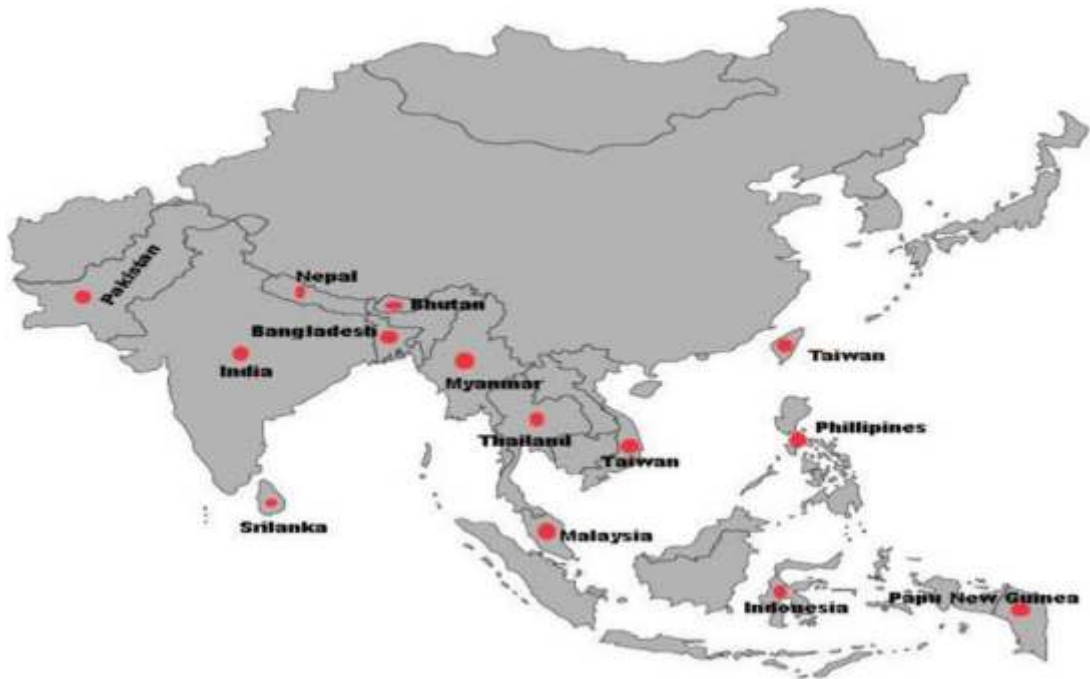 Pakistan
Nepal
Bhutan
Bangladesh
India
Myanmar
Taiwan
Thailand
Phillipines
Taiwan
Srilanka
Malaysia
Indonesia
Papu New Guinea